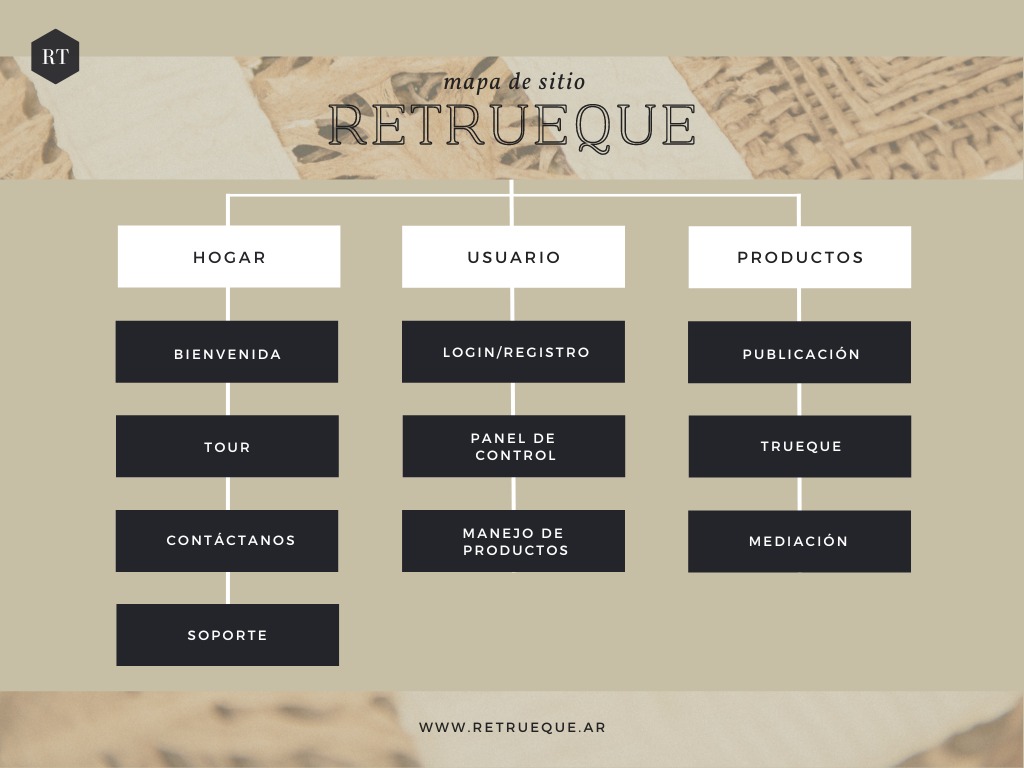 RT
mapa de sitio
RETRUEQUE
HOGAR
USUARIO
PRODUCTOS
BIENVENIDA
LOGIN/REGISTRO
PUBLICACIÓN
TOUR
PANEL DE
CONTROL
TRUEQUE
CONTÁCTANOS
MANEJO DE
PRODUCTOS
MEDIACIÓN
SOPORTE
WWW.RETRUEQUE.AR